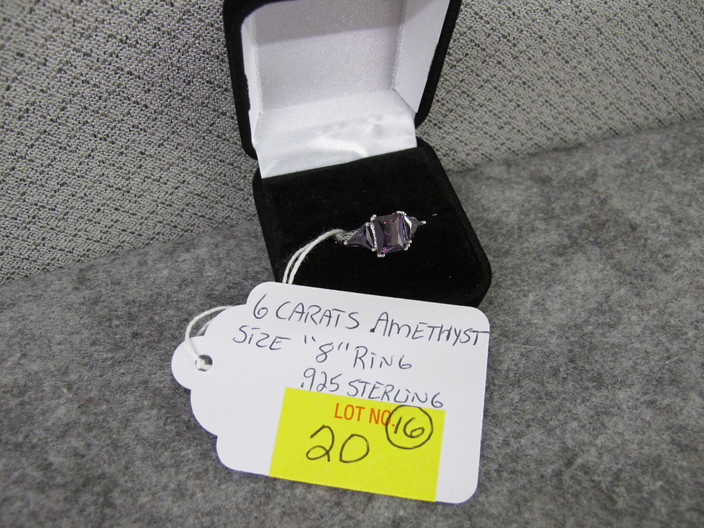 6 CARATS AMETHYST
SIZE "8" RING
.925 STERLING
LOT NO. 16
20